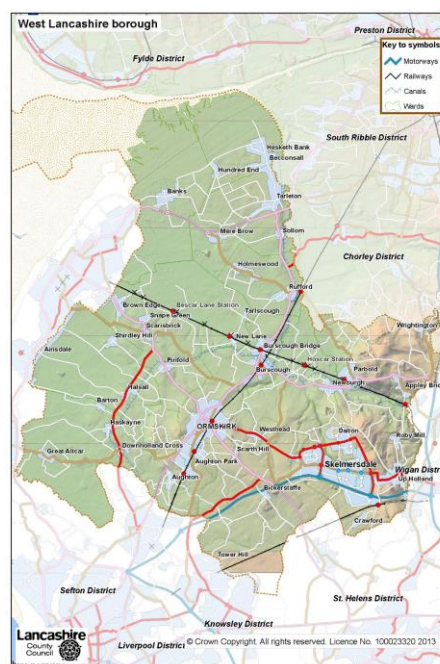 West Lancashire borough
Preston District
Fylde District
Key to symbols
Motorways
Railways
Canals
Wards
South Ribble District
Hesketh Bank
Becconsall
Hundred End
Banks
Tarleton
Mere Brow
Sollom
Chorley District
Holmeswood
Rufford
Brown Edge
Bescar Lane Station
Snape Green
Tarlscough
Scarisbrick
Wrightington
Shirdley Hill
New Lane
Burscough Bridge
Ainsdale
Pinfold
Hoscar Station
Burscough
Parbold
Newburgh
Halsall
Appley Bri
Barton
Haskayne
ORMSKIRK
Westhead
Dalton
Roby Mill
Downholland Cross
Scarth Hill
Great Altcar
Aughton Park
Skelmersdale
Wigan Distri
Aughton
Bickerstaffe
Up Holland
Crawford
Tower Hill
Sefton District
St. Helens District
Knowsley District
Lancashire
County
Council
Liverpool District
© Crown Copyright. All rights reserved. Licence No. 100023320 2013